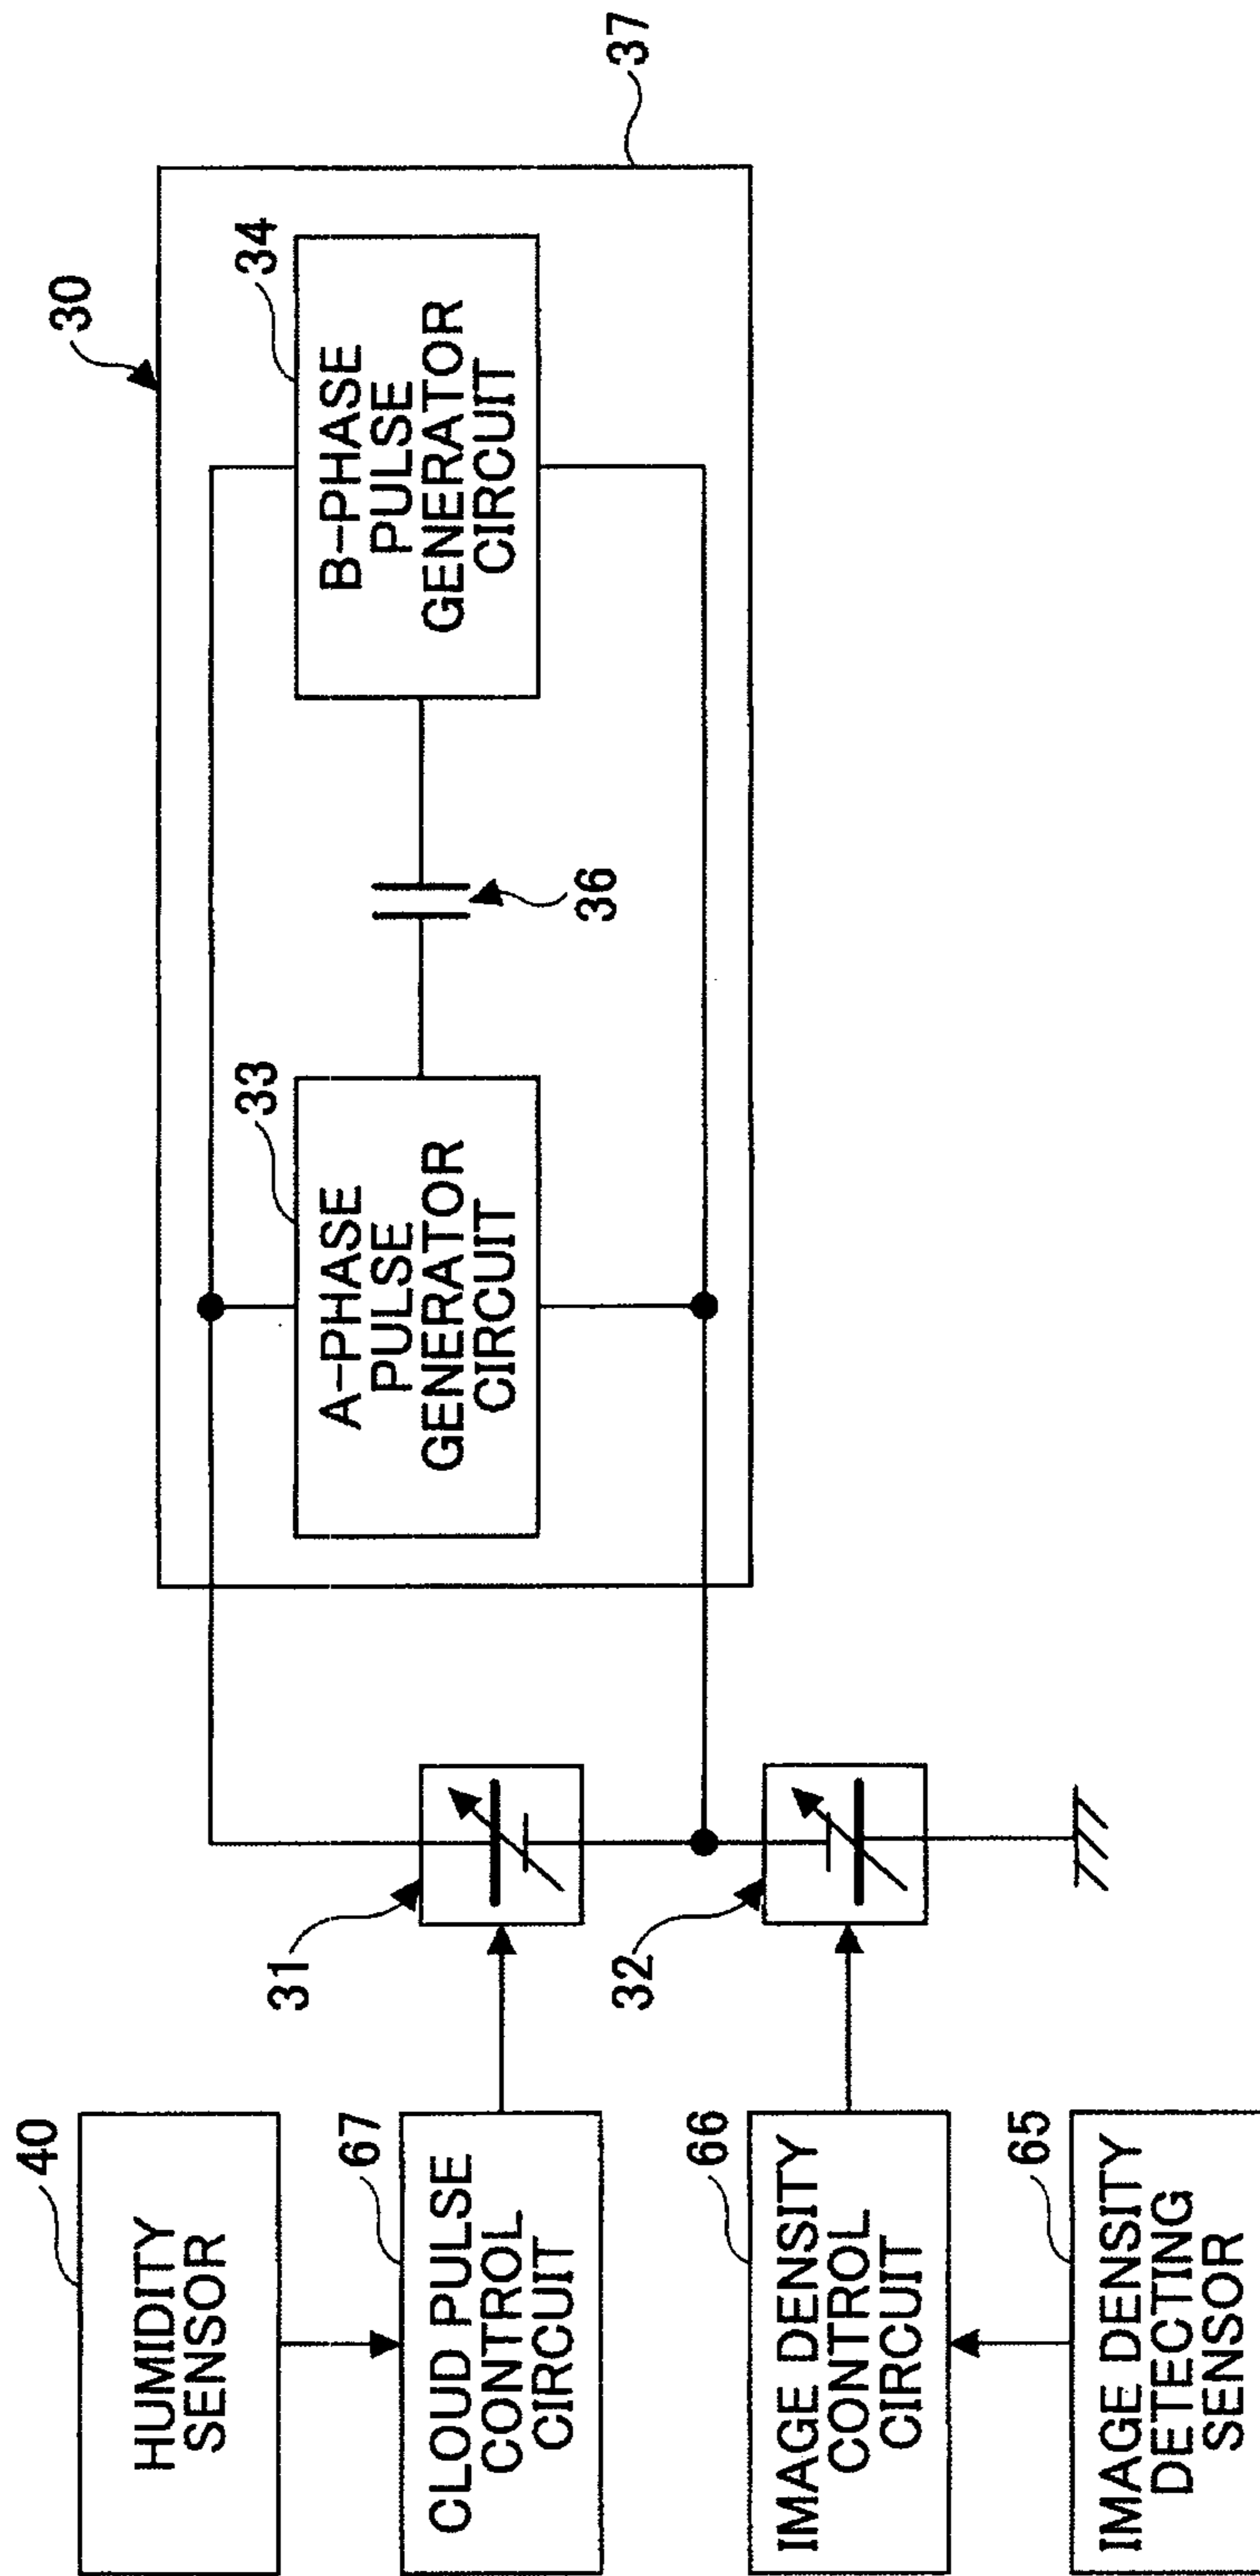 40
HUMIDITY
SENSOR
67
CLOUD PULSE
CONTROL
CIRCUIT
66
IMAGE DENSITY
CONTROL
CIRCUIT
65
IMAGE DENSITY
DETECTING
SENSOR
31
32
33
A-PHASE
PULSE
GENERATOR
CIRCUIT
36
34
B-PHASE
PULSE
GENERATOR
CIRCUIT
30
37